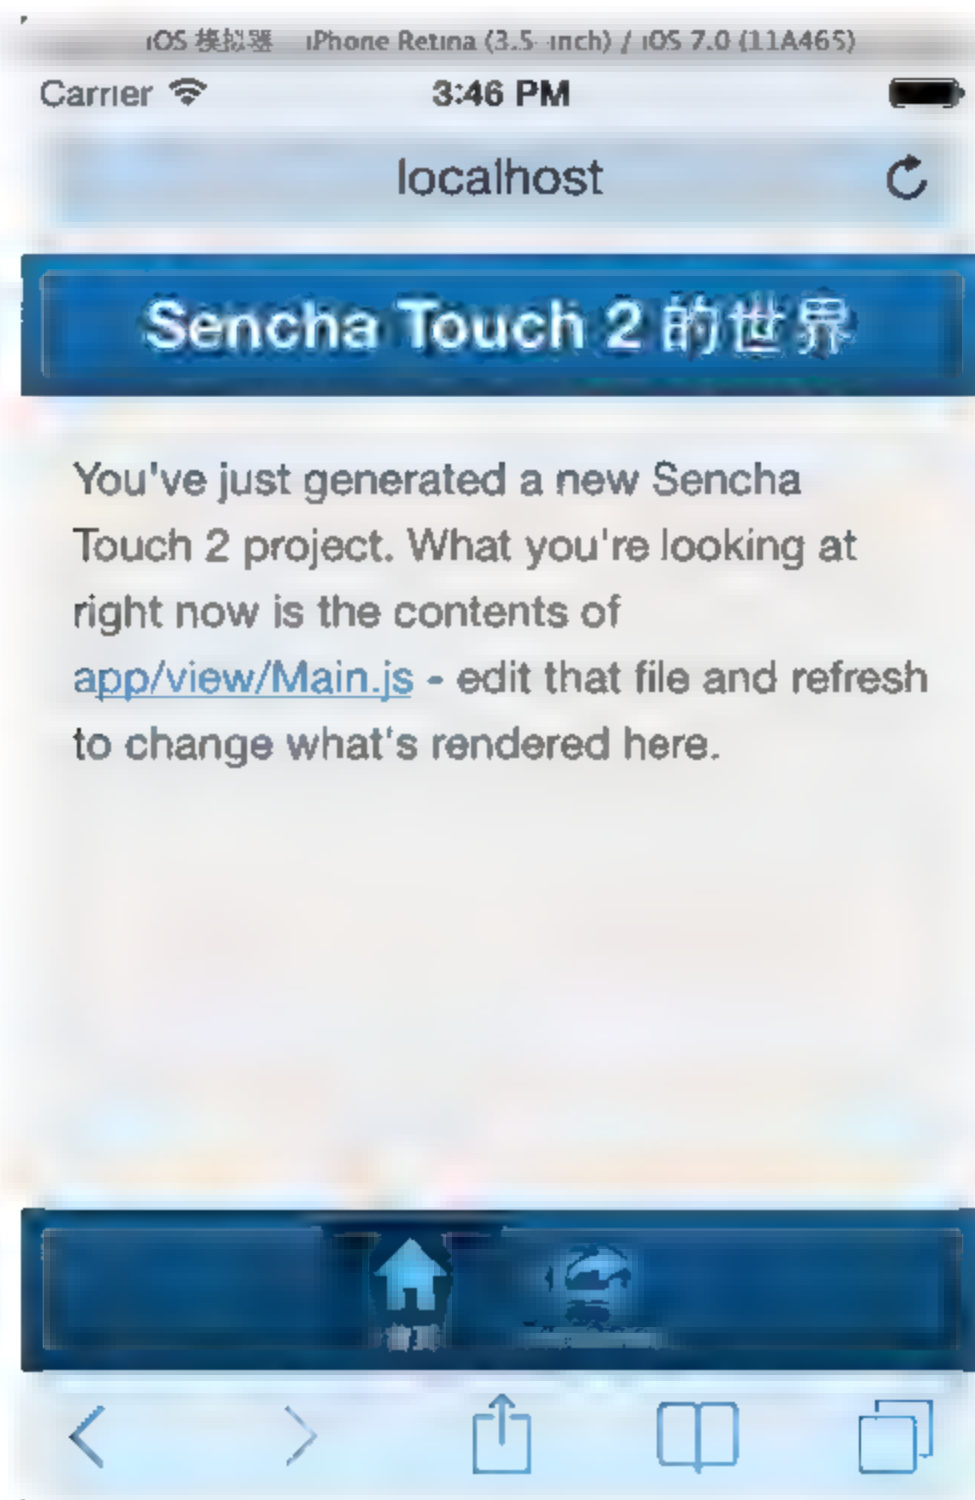 iOS 模拟器 iPhone Retina (3.5-inch) / iOS 7.0 (11A465)
Carrier 3:46 PM
localhost
Sencha Touch 2 的世界
You've just generated a new Sencha
Touch 2 project. What you're looking at
right now is the contents of
app/view/Main.js - edit that file and refresh
to change what's rendered here.